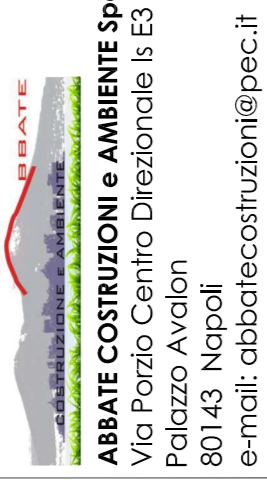 BBATE
COSTRUZIONE E AMBIENTE
ABBATE COSTRUZIONI e AMBIENTE Sp
Via Porzio Centro Direzionale Is E3
Palazzo Avalon
80143 Napoli
e-mail: abbatecostruzioni@pec.it